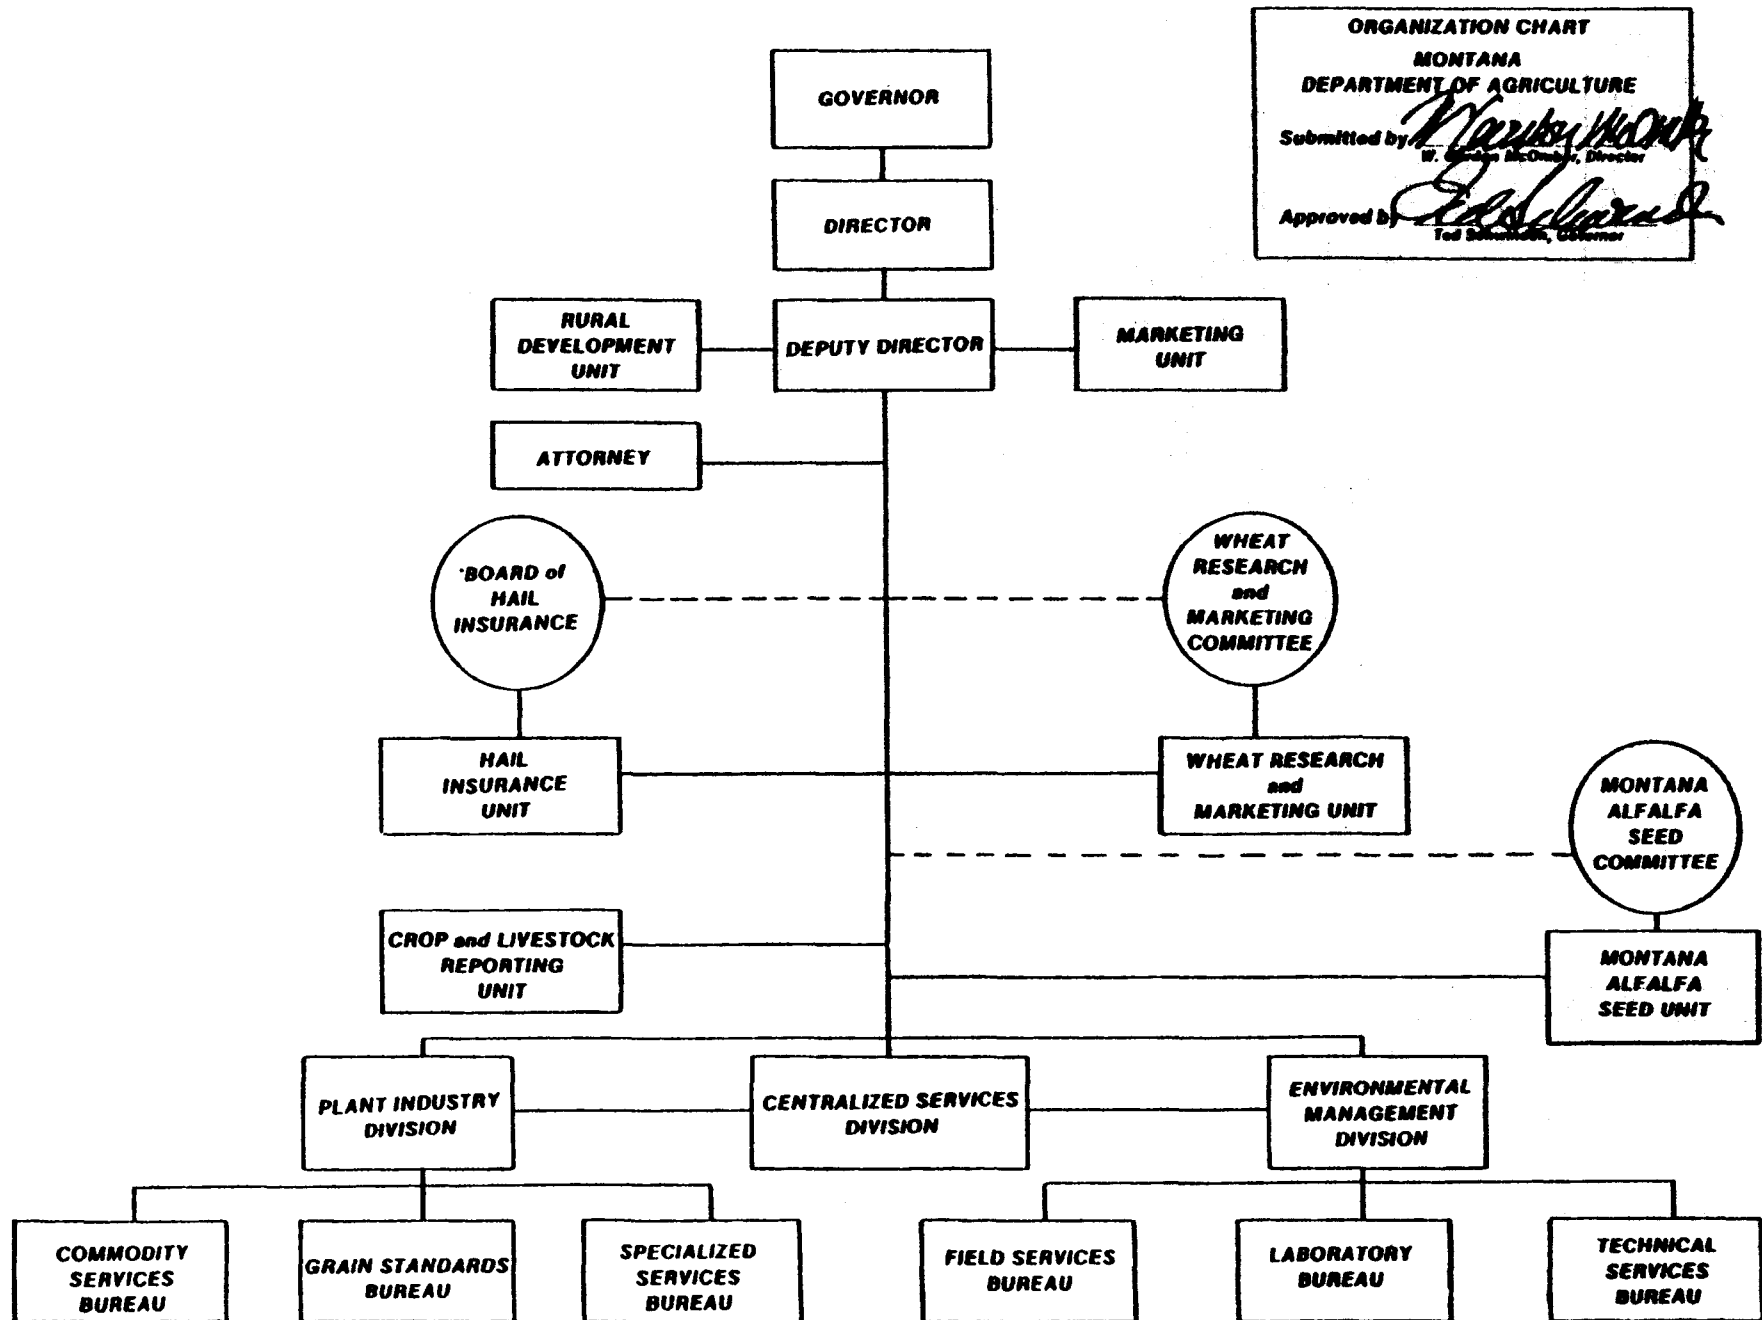 ORGANIZATION CHART
MONTANA
DEPARTMENT OF AGRICULTURE
Submitted by
W. Gordon McOmber, Director
Approved by
Ted Schwinden, Governor
GOVERNOR
DIRECTOR
RURAL
DEVELOPMENT
UNIT
DEPUTY DIRECTOR
MARKETING
UNIT
ATTORNEY
BOARD of
HAIL
INSURANCE
WHEAT
RESEARCH
and
MARKETING
COMMITTEE
HAIL
INSURANCE
UNIT
WHEAT RESEARCH
and
MARKETING UNIT
MONTANA
ALFALFA
SEED
COMMITTEE
CROP and LIVESTOCK
REPORTING
UNIT
MONTANA
ALFALFA
SEED UNIT
PLANT INDUSTRY
DIVISION
CENTRALIZED SERVICES
DIVISION
ENVIRONMENTAL
MANAGEMENT
DIVISION
COMMODITY
SERVICES
BUREAU
GRAIN STANDARDS
BUREAU
SPECIALIZED
SERVICES
BUREAU
FIELD SERVICES
BUREAU
LABORATORY
BUREAU
TECHNICAL
SERVICES
BUREAU